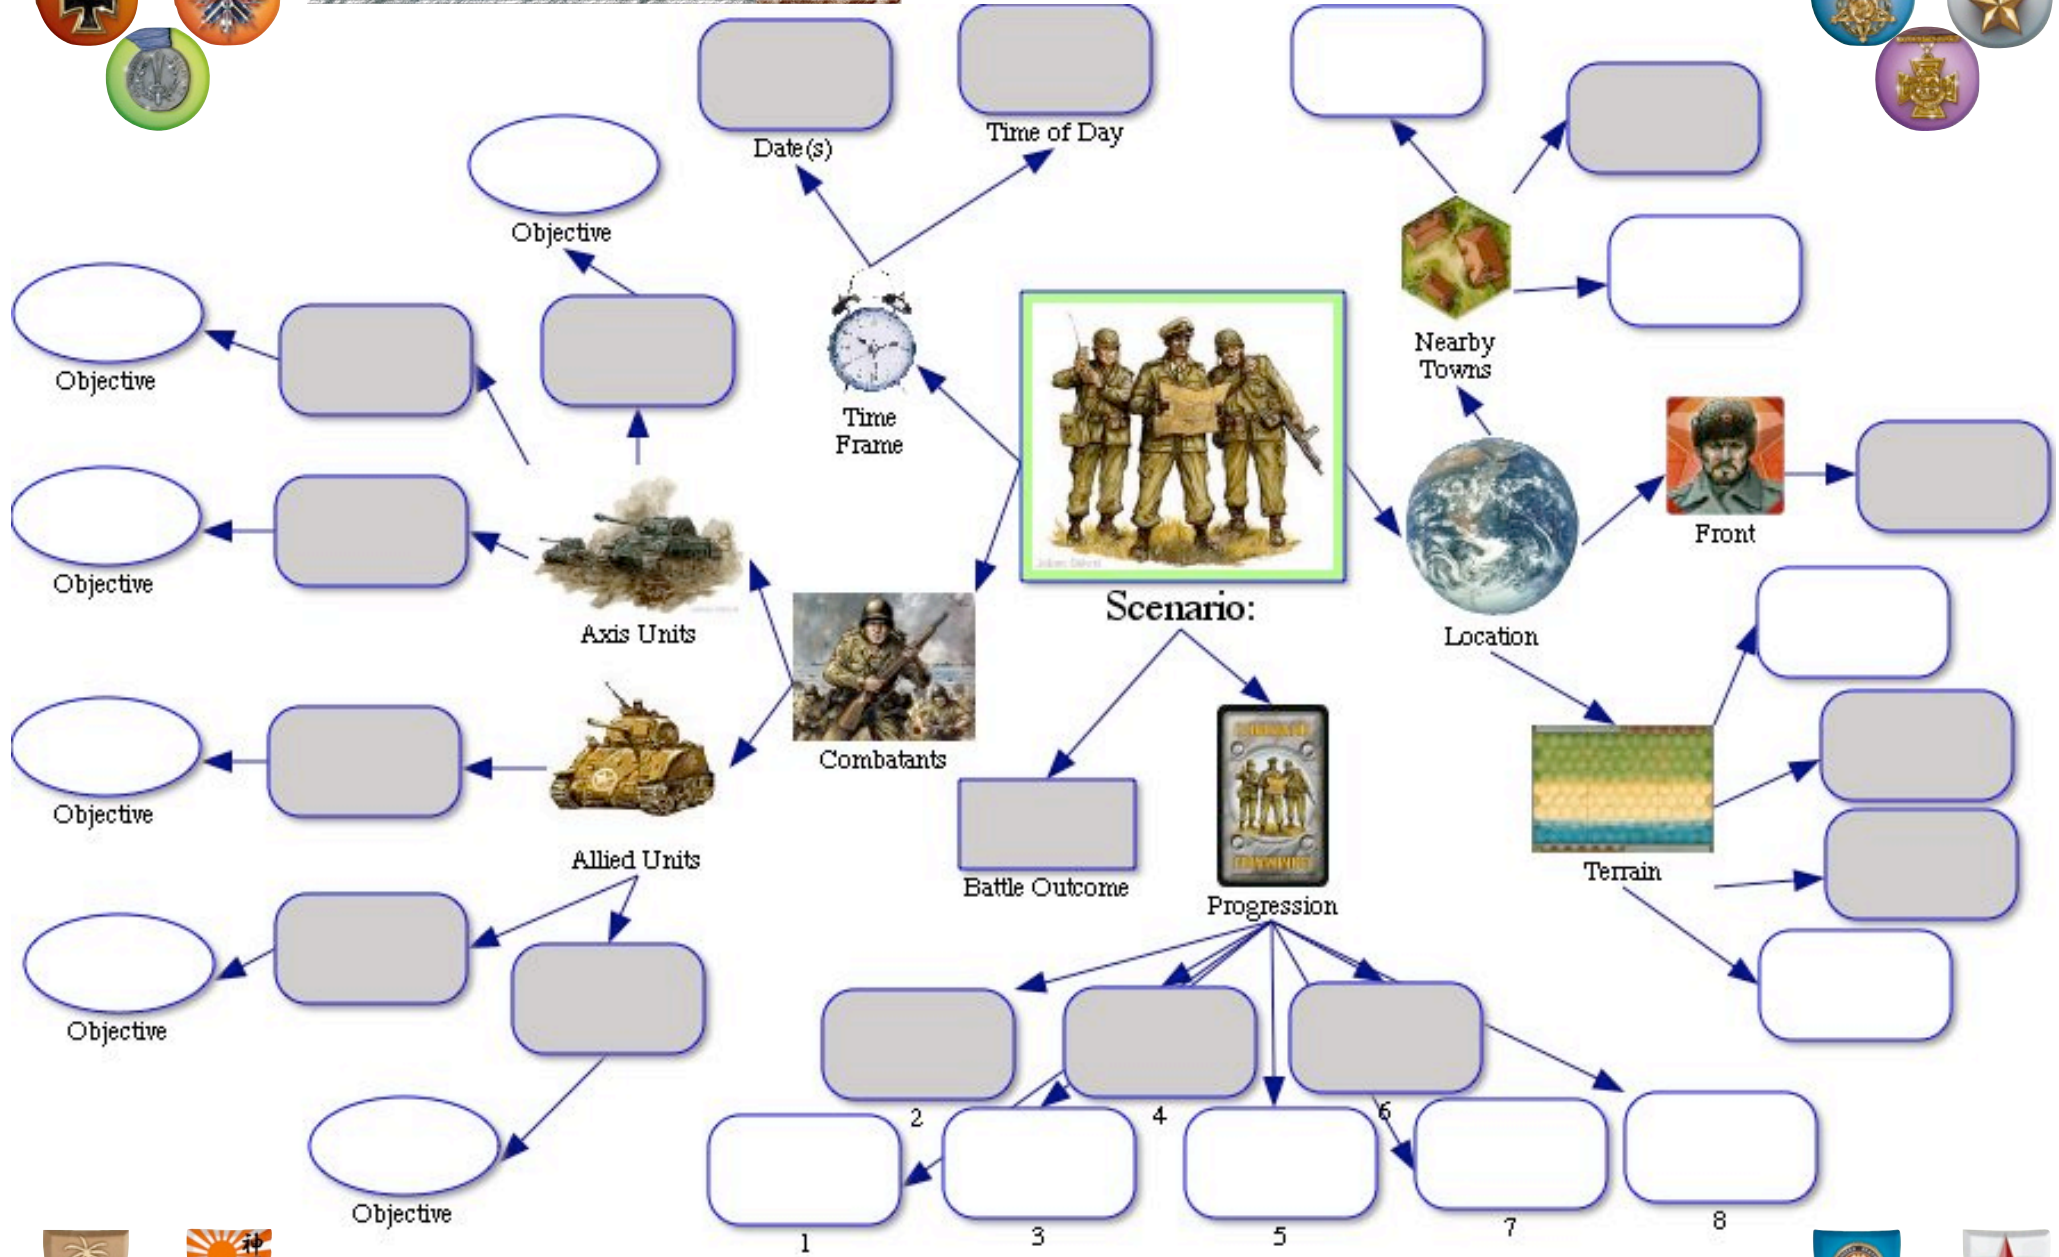 Date(s)
Time of Day
Objective
Objective
Time
Frame
Nearby
Towns
Front
Objective
Axis Units
Scenario:
Location
Combatants
Objective
Allied Units
Battle Outcome
Progression
Terrain
Objective
Objective
2
4
6
1
3
5
7
8
神